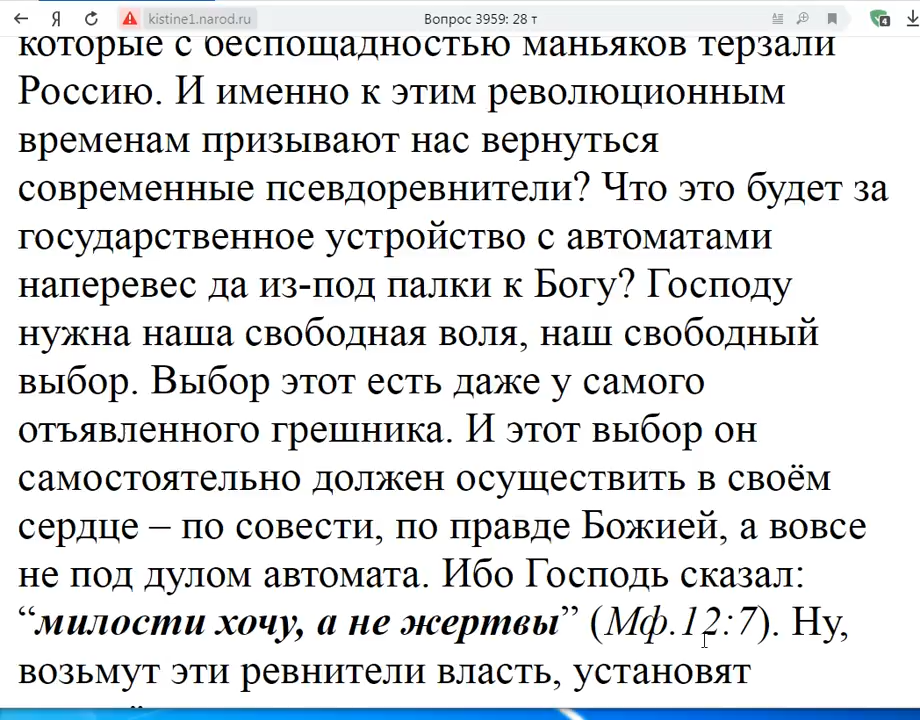 Я kistine1.narod.ru Вопрос 3959: 28 т 4
которые с беспощадностью маньяков терзали
Россию. И именно к этим революционным
временам призывают нас вернуться
современные псевдоревнители? Что это будет за
государственное устройство с автоматами
наперевес да из-под палки к Богу? Господу
нужна наша свободная воля, наш свободный
выбор. Выбор этот есть даже у самого
отъявленного грешника. И этот выбор он
самостоятельно должен осуществить в своём
сердце – по совести, по правде Божией, а вовсе
не под дулом автомата. Ибо Господь сказал:
“милости хочу, а не жертвы” (Мф.12:7). Ну,
возьмут эти ревнители власть, установят